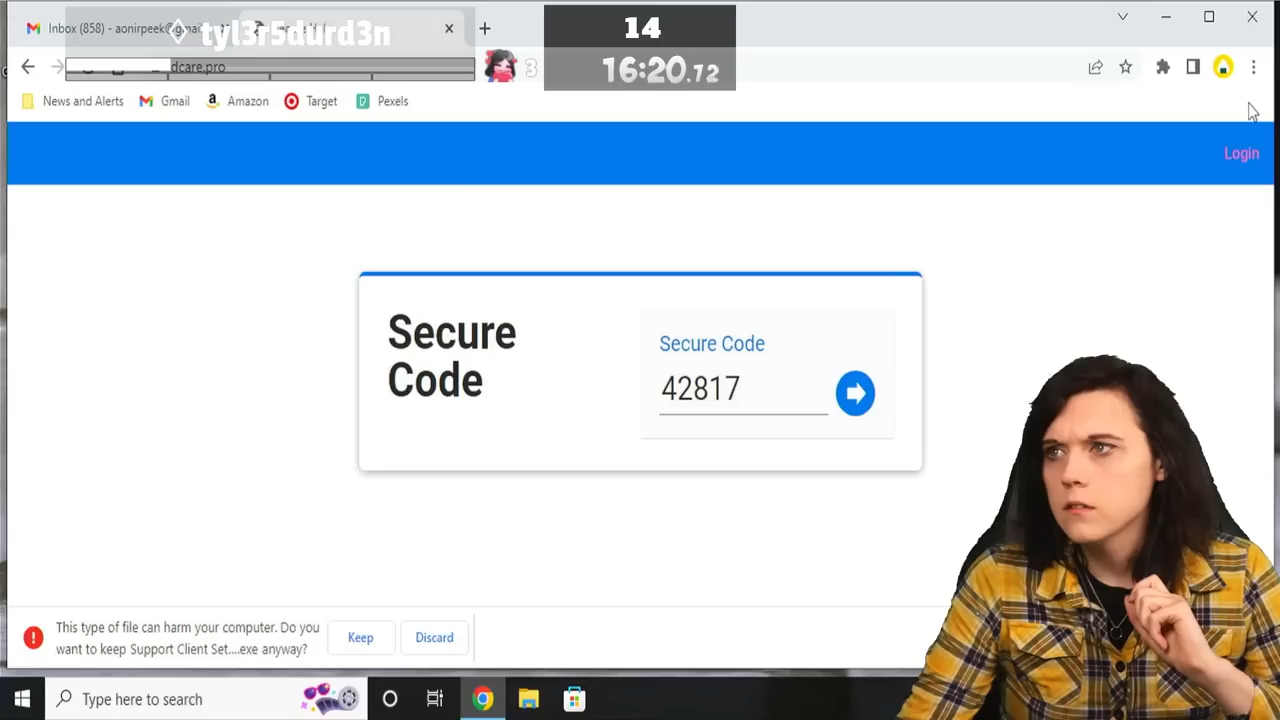 Inbox (858) - aonirpeek@gmai
tyl3r5durd3n
14
16:20.72
dcare.pro
3
News and Alerts
Gmail
Amazon
Target
Pexels
Login
Secure
Code
Secure Code
42817
This type of file can harm your computer. Do you
want to keep Support Client Set....exe anyway?
Keep
Discard
Type here to search